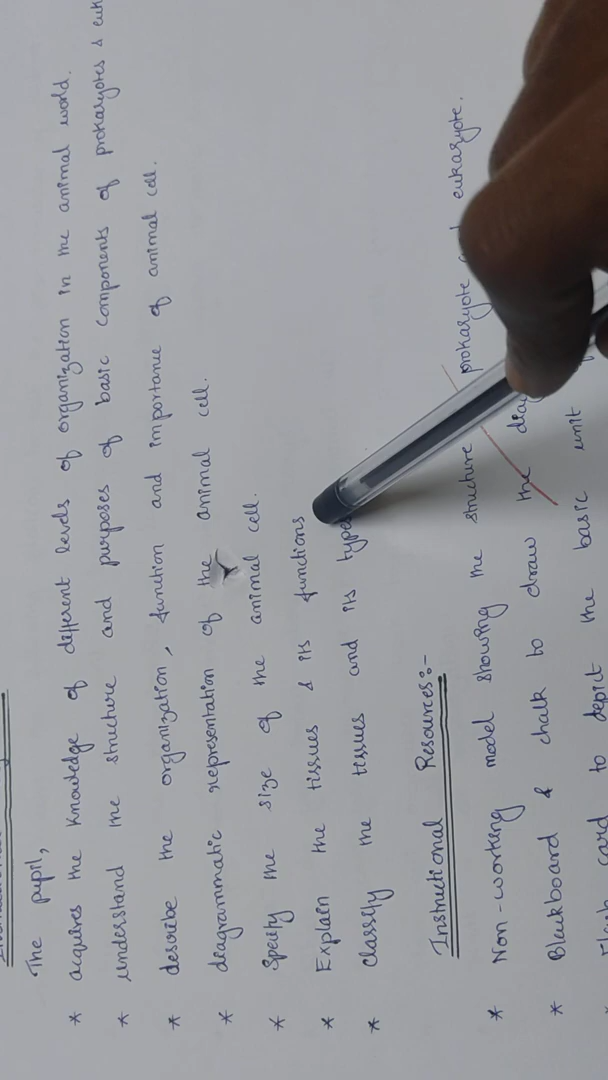 The pupil,
* acquires the knowledge of different levels of organization in the animal world.
* understand the structure and purposes of basic components of prokaryotes &
* describe the organization, function and importance of animal cell.
* diagrammatic representation of the animal cell.
* Specify the size of the animal cell.
* Explain the tissues & its functions
* classify the tissues and its types
Instructional Resources:-
* Non-working model showing the structure prokaryote eukaryote.
* Blackboard & chalk to draw the
* card to depict the basic unit